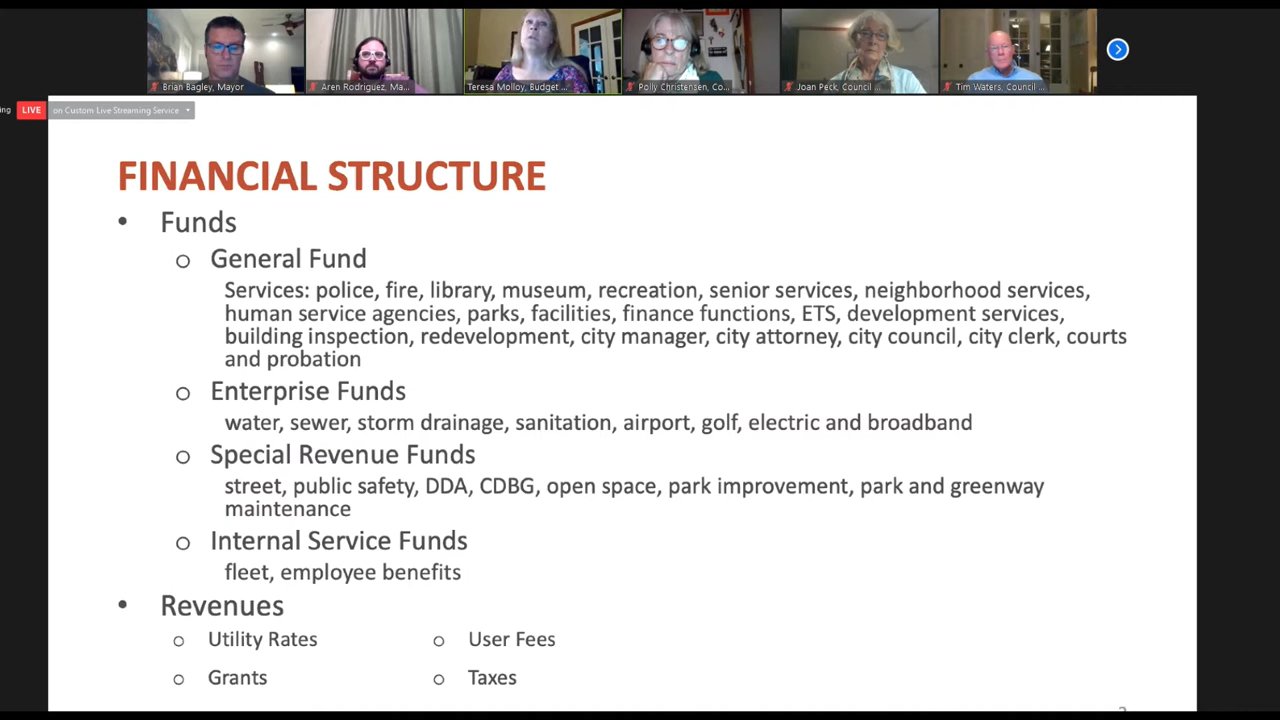 Brian Bagley, Mayor
Aren Rodriguez, Ma...
Teresa Molloy, Budget ...
Polly Christensen, Co...
Joan Peck, Council ...
Tim Waters, Council ...
LIVE
on Custom Live Streaming Service
FINANCIAL STRUCTURE
• Funds
o General Fund
Services: police, fire, library, museum, recreation, senior services, neighborhood services,
human service agencies, parks, facilities, finance functions, ETS, development services,
building inspection, redevelopment, city manager, city attorney, city council, city clerk, courts
and probation
o Enterprise Funds
water, sewer, storm drainage, sanitation, airport, golf, electric and broadband
o Special Revenue Funds
street, public safety, DDA, CDBG, open space, park improvement, park and greenway
maintenance
o Internal Service Funds
fleet, employee benefits
• Revenues
o Utility Rates
o User Fees
o Grants
o Taxes